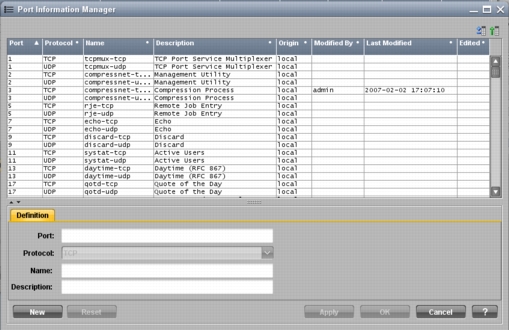 Port Information Manager
Port Protocol Name Description Origin Modified By Last Modified Edited
1 TCP tcpmux-tcp TCP Port Service Multiplexer local
1 UDP tcpmux-udp TCP Port Service Multiplexer local
2 TCP compressnet-t... Management Utility local
2 UDP compressnet-u... Management Utility local
3 TCP compressnet-t... Compression Process local admin 2007-02-02 17:07:10
3 UDP compressnet-u... Compression Process local
5 TCP rje-tcp Remote Job Entry local
5 UDP rje-udp Remote Job Entry local
7 TCP echo-tcp Echo local
7 UDP echo-udp Echo local
9 TCP discard-tcp Discard local
9 UDP discard-udp Discard local
11 TCP systat-tcp Active Users local
11 UDP systat-udp Active Users local
13 TCP daytime-tcp Daytime (RFC 867) local
13 UDP daytime-udp Daytime (RFC 867) local
17 TCP qotd-tcp Quote of the Day local
17 UDP qotd-udp Quote of the Day local
Definition
Port:
Protocol: TCP
Name:
Description:
New Reset Apply OK Cancel ?